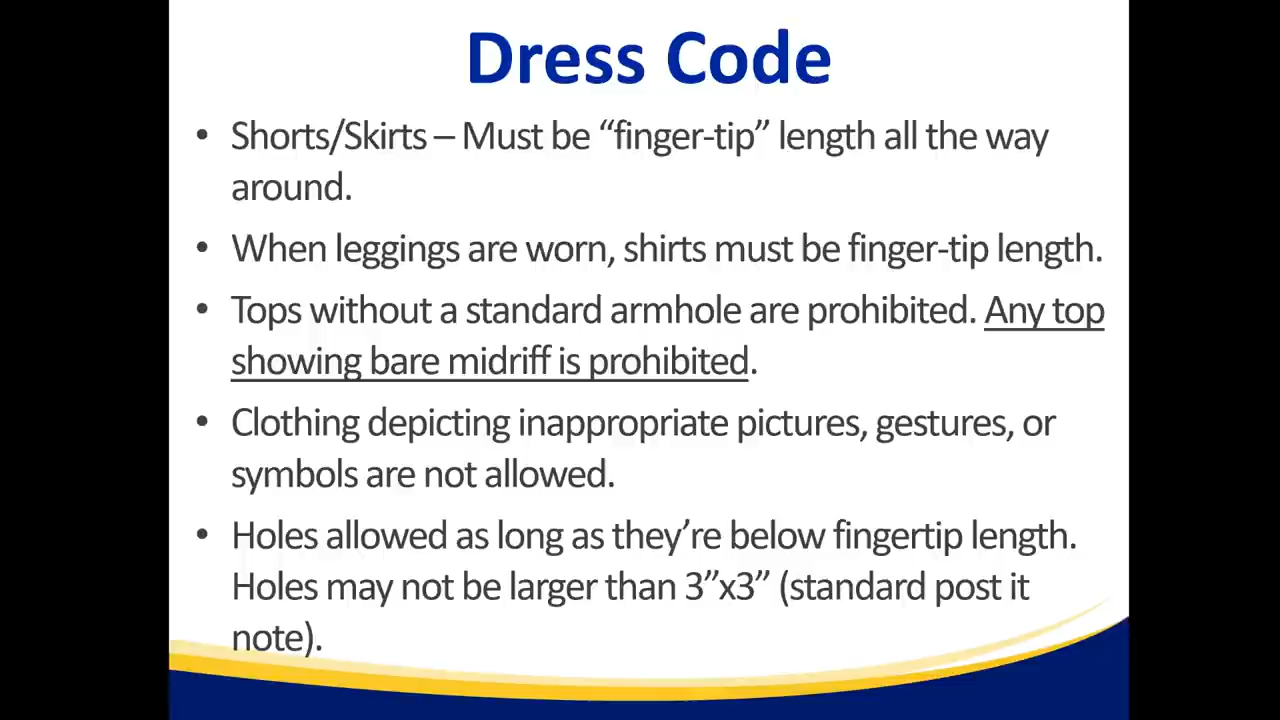 Dress Code
• Shorts/Skirts – Must be “finger-tip” length all the way
around.
• When leggings are worn, shirts must be finger-tip length.
• Tops without a standard armhole are prohibited. Any top
showing bare midriff is prohibited.
• Clothing depicting inappropriate pictures, gestures, or
symbols are not allowed.
• Holes allowed as long as they’re below fingertip length.
Holes may not be larger than 3”x3” (standard post it
note).